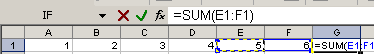 IF =SUM(E1:F1)
A B C D E F G
1 1 2 3 4 5 6 =SUM(E1:F1